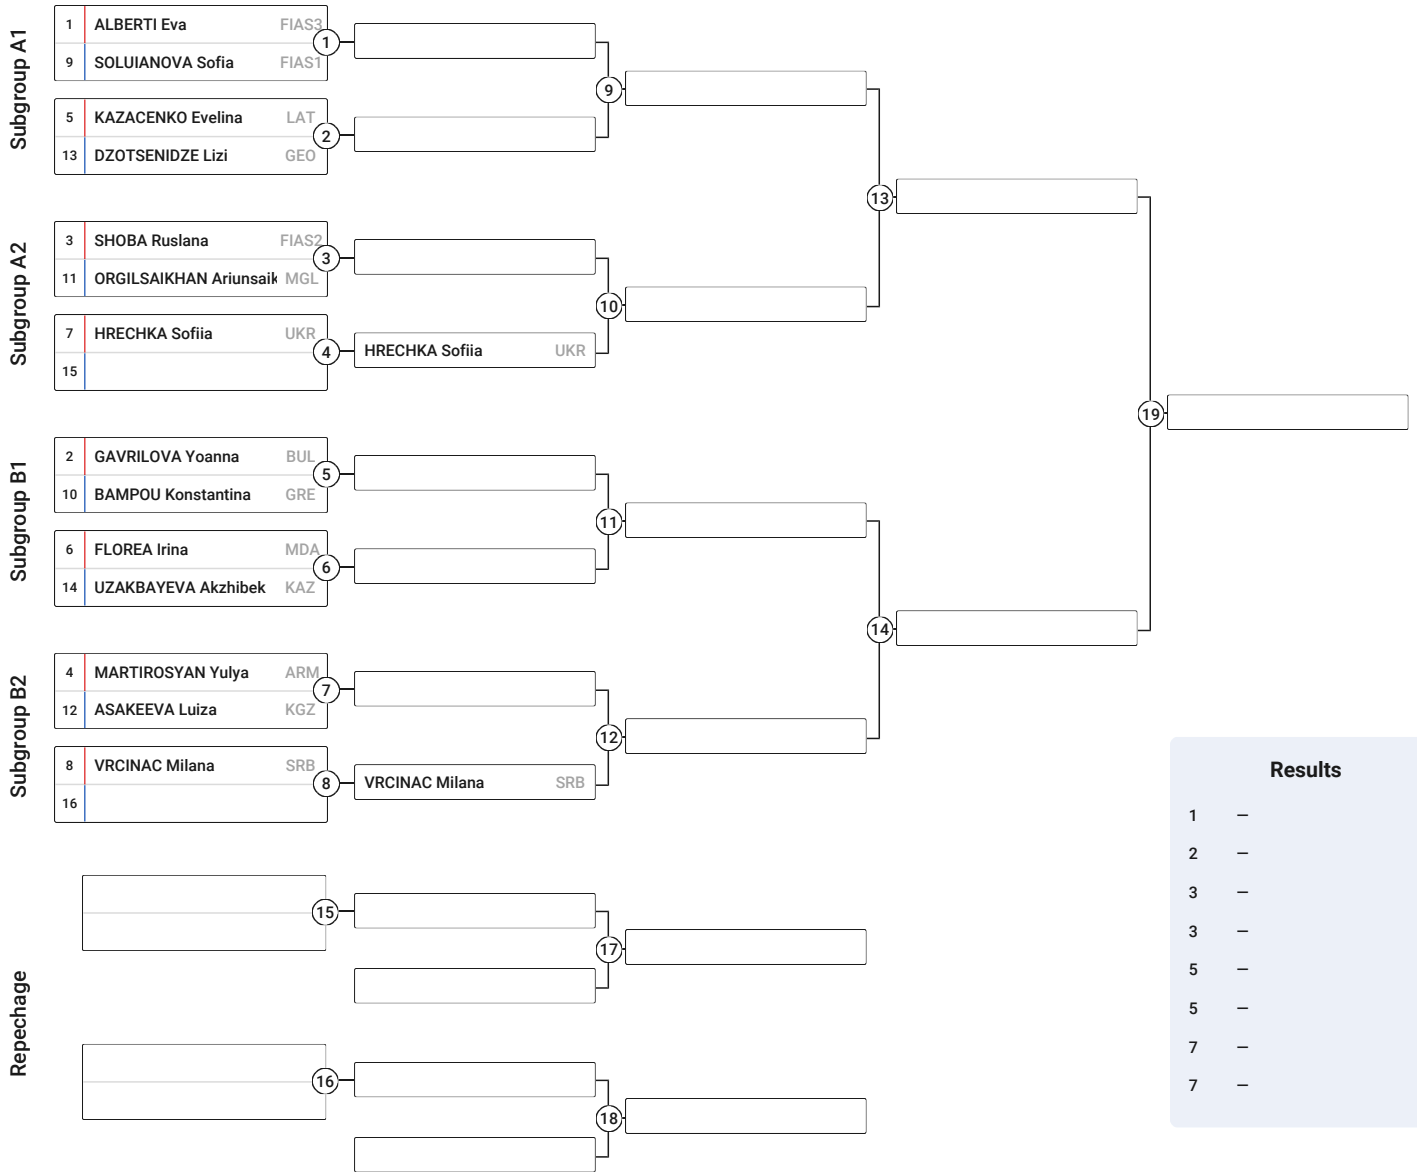 Subgroup A1
1 ALBERTI Eva FIAS3
9 SOLUIANOVA Sofia FIAS1
1
5 KAZACENKO Evelina LAT
13 DZOTSENIDZE Lizi GEO
2
9
Subgroup A2
3 SHOBA Ruslana FIAS2
11 ORGILSAIKHAN Ariunsaik MGL
3
7 HRECHKA Sofiia UKR
15
4
HRECHKA Sofiia UKR
10
13
Subgroup B1
2 GAVRILOVA Yoanna BUL
10 BAMPOU Konstantina GRE
5
6 FLOREA Irina MDA
14 UZAKBAYEVA Akzhibek KAZ
6
11
Subgroup B2
4 MARTIROSYAN Yulya ARM
12 ASAKEEVA Luiza KGZ
7
8 VRCINAC Milana SRB
16
8
VRCINAC Milana SRB
12
14
19
Repechage
15
17
16
18
Results
1 –
2 –
3 –
3 –
5 –
5 –
7 –
7 –